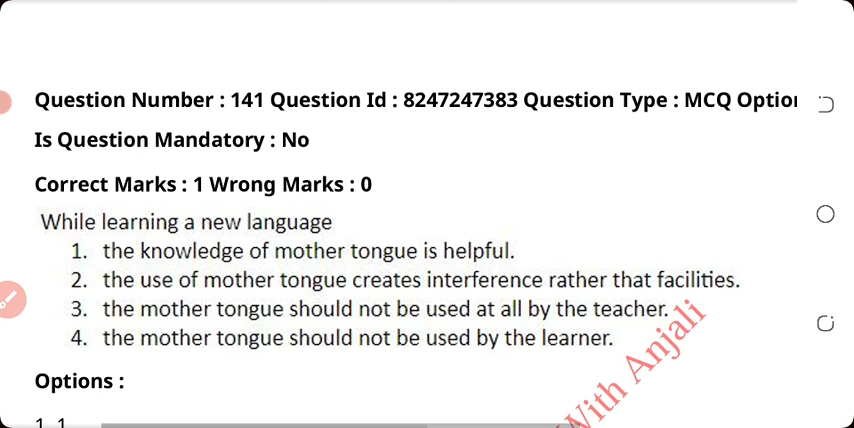 Question Number : 141 Question Id : 8247247383 Question Type : MCQ Option
Is Question Mandatory : No
Correct Marks : 1 Wrong Marks : 0
While learning a new language
1. the knowledge of mother tongue is helpful.
2. the use of mother tongue creates interference rather that facilities.
3. the mother tongue should not be used at all by the teacher.
4. the mother tongue should not be used by the learner.
With Anjali
Options :
1. 1